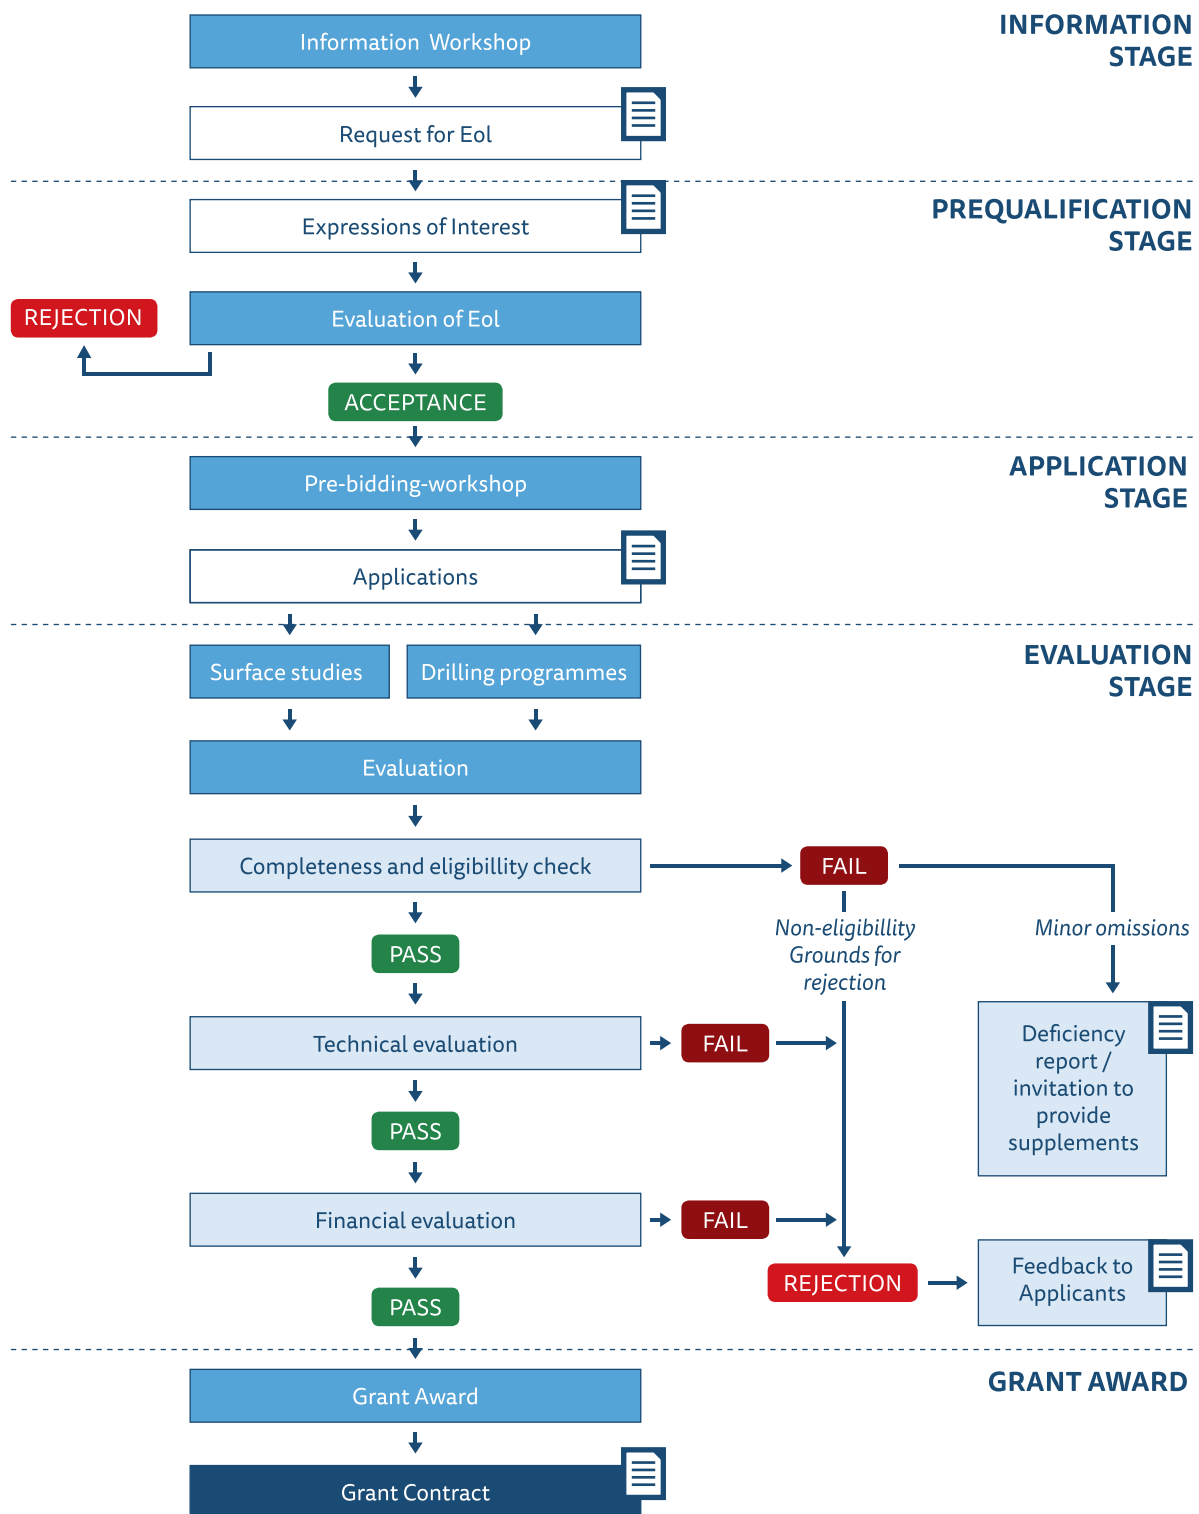 Information  Workshop
INFORMATION
STAGE
Request for EoI
Expressions of Interest
PREQUALIFICATION
STAGE
REJECTION
Evaluation of EoI
ACCEPTANCE
Pre-bidding-workshop
APPLICATION
STAGE
Applications
Surface studies
Drilling programmes
EVALUATION
STAGE
Evaluation
Completeness and eligibillity check
FAIL
Non-eligibillity
Grounds for
rejection
Minor omissions
PASS
Technical evaluation
FAIL
Deficiency
report /
invitation to
provide
supplements
PASS
Financial evaluation
FAIL
REJECTION
Feedback to
Applicants
PASS
Grant Award
GRANT AWARD
Grant Contract